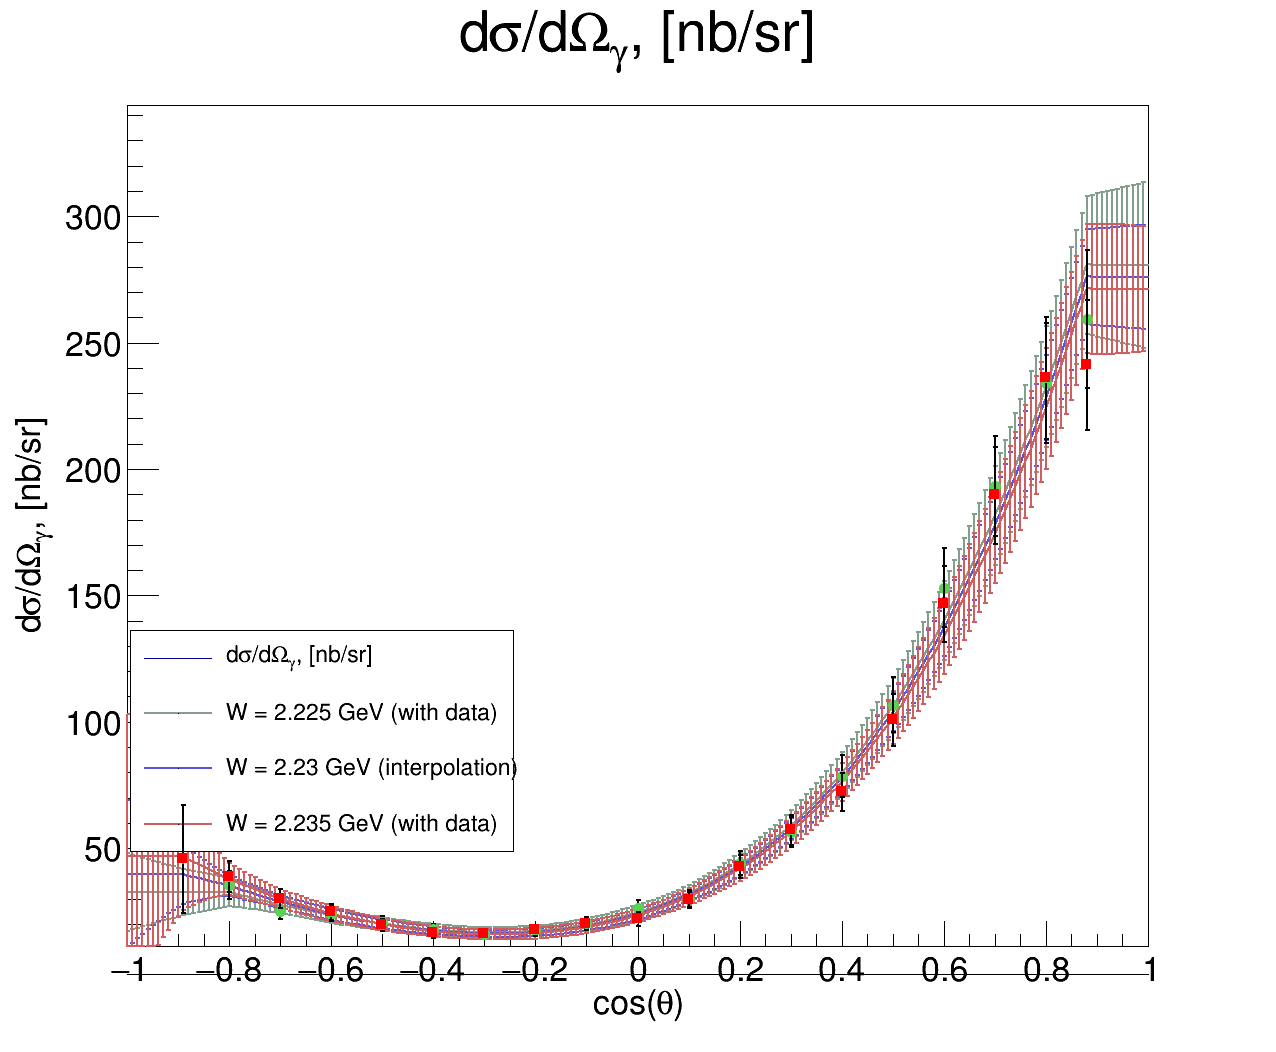 dσ/dΩγ, [nb/sr]
dσ/dΩγ, [nb/sr]
300
250
200
150
100
50
dσ/dΩγ, [nb/sr]
W = 2.225 GeV (with data)
W = 2.23 GeV (interpolation)
W = 2.235 GeV (with data)
−1 −0.8 −0.6 −0.4 −0.2 0 0.2 0.4 0.6 0.8 1
cos(θ)